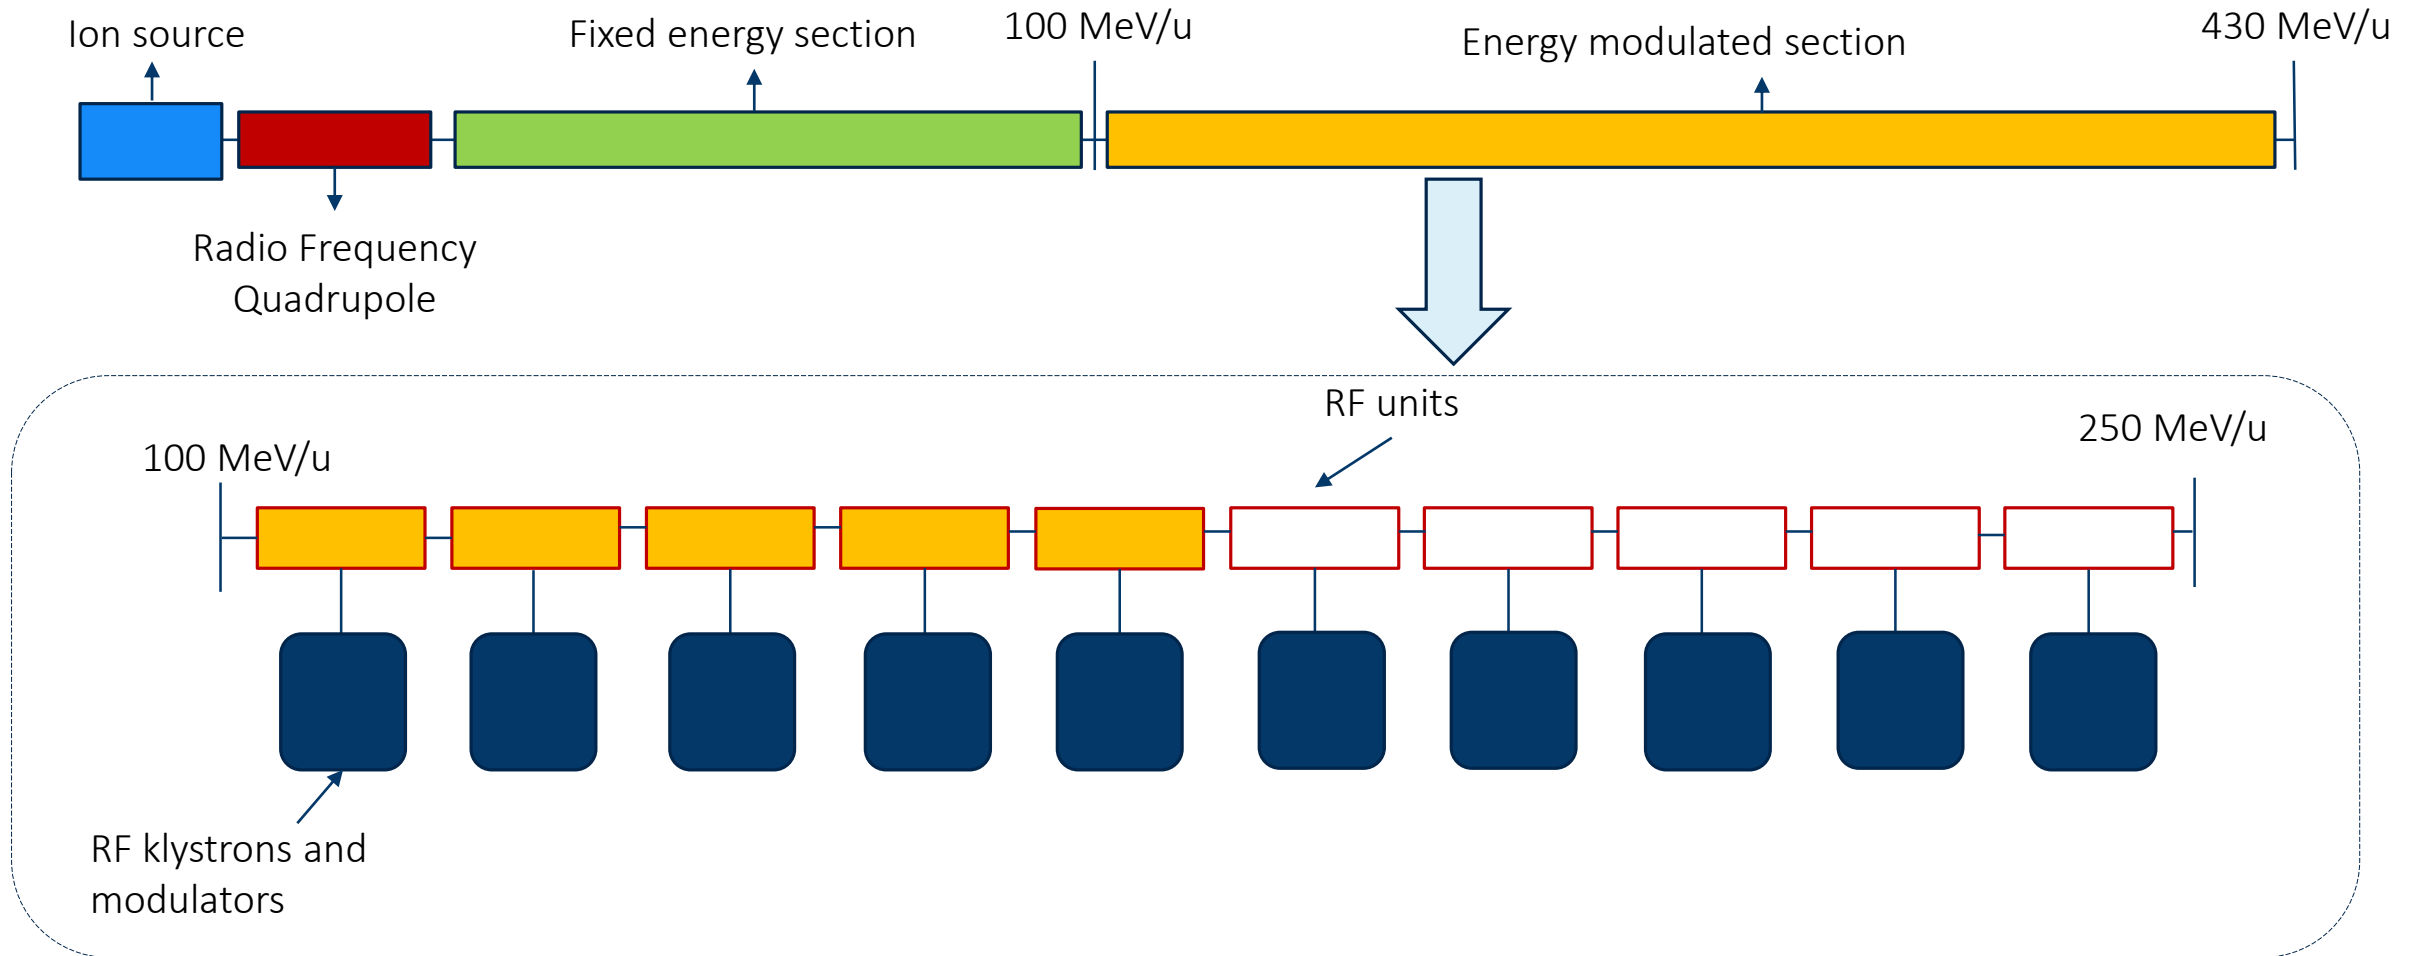 Ion source
Fixed energy section
100 MeV/u
Energy modulated section
430 MeV/u
Radio Frequency
Quadrupole
RF units
100 MeV/u
250 MeV/u
RF klystrons and
modulators